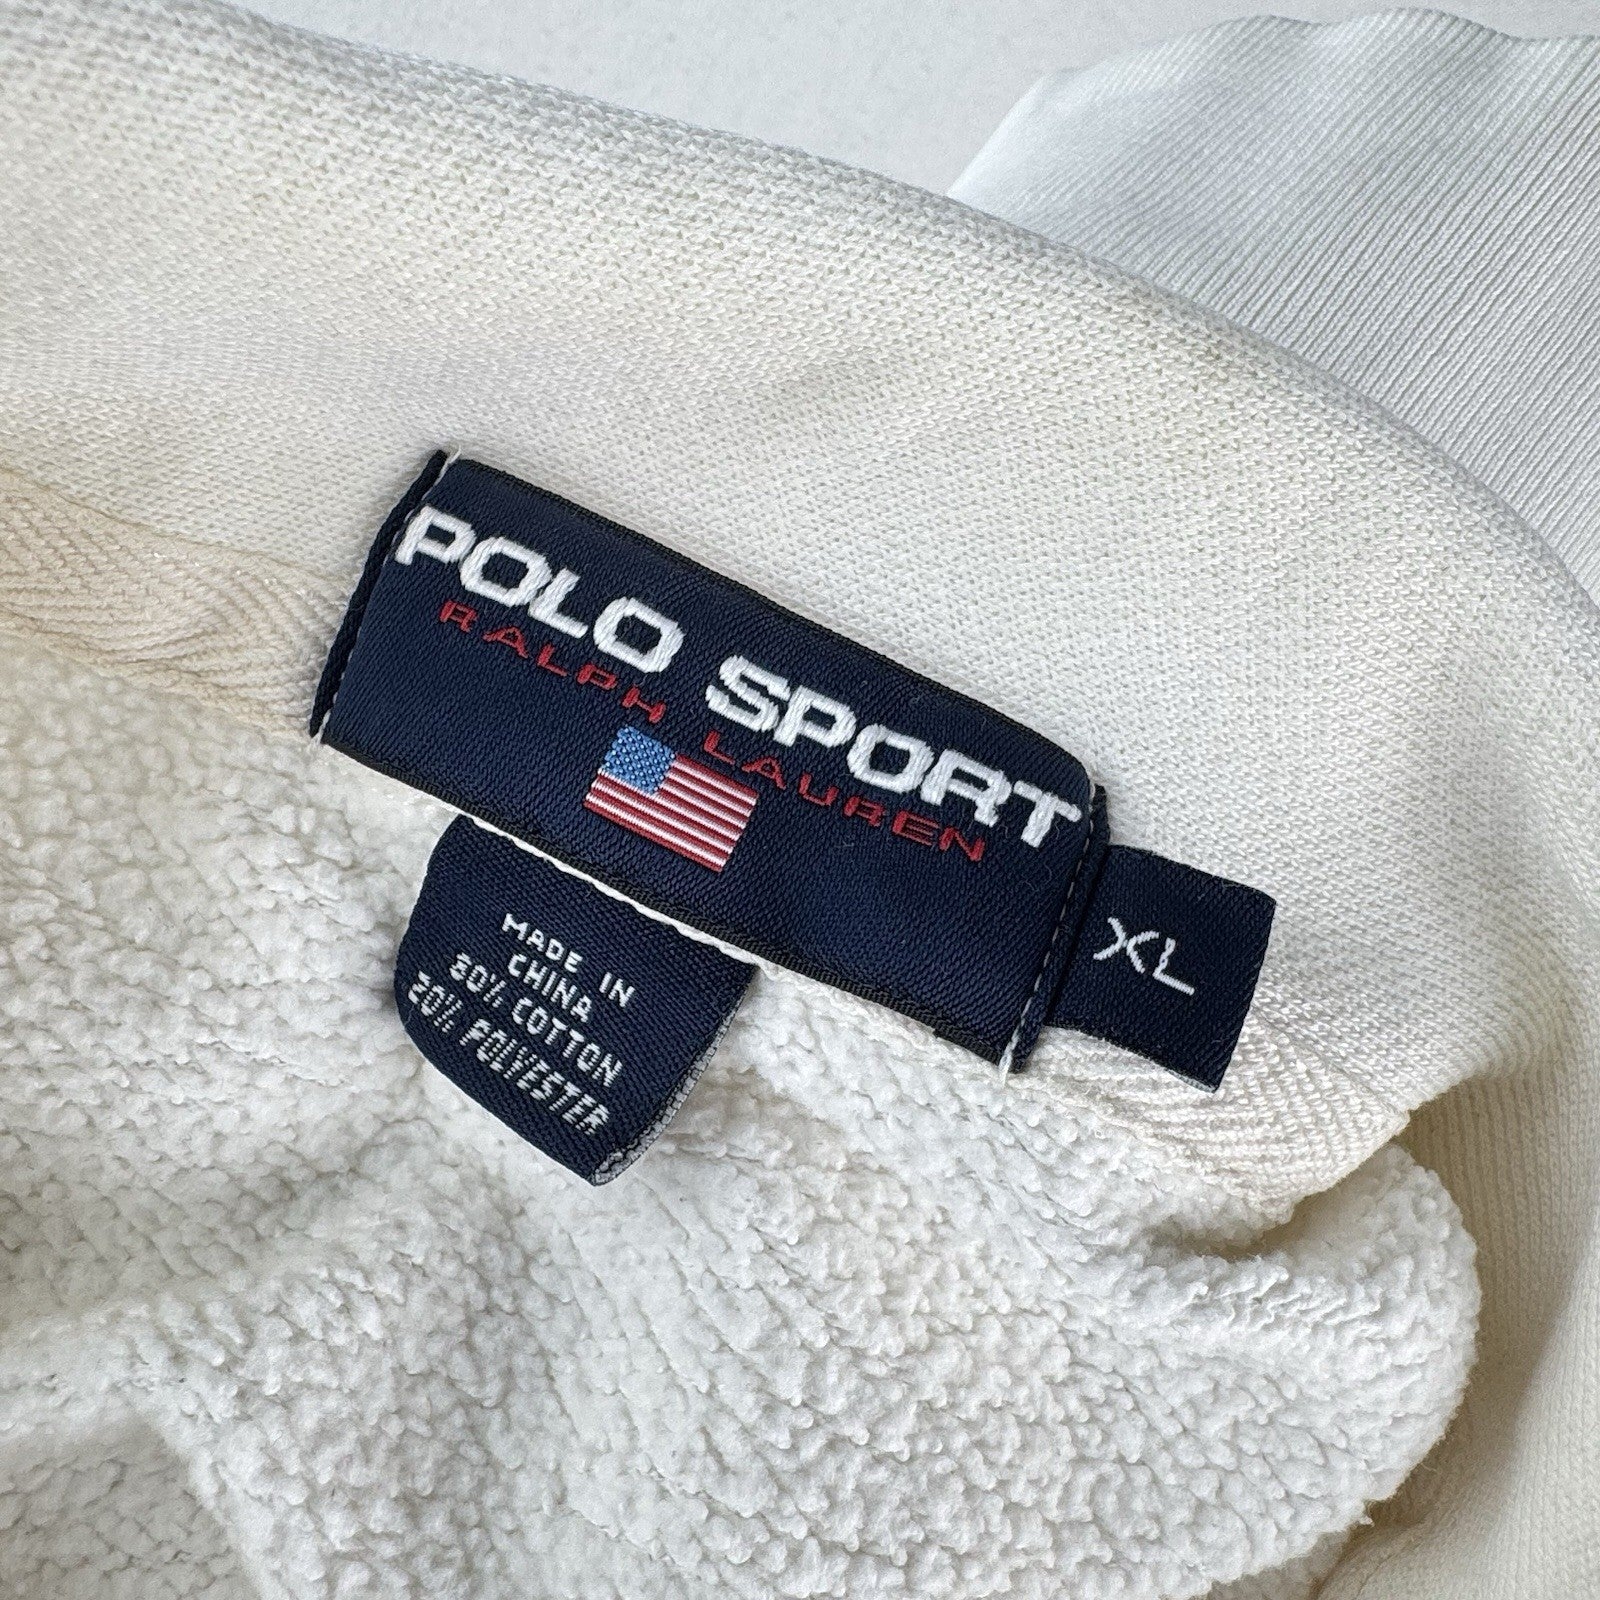 POLO SPORT
RALPH LAUREN
XL
MADE IN
CHINA
80% COTTON
20% POLYESTER